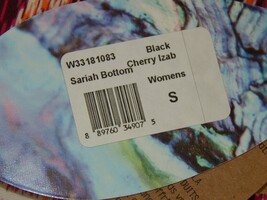 W33181083 Black
Sariah Bottom Cherry Izab
Womens
S
8 89760 34907 5